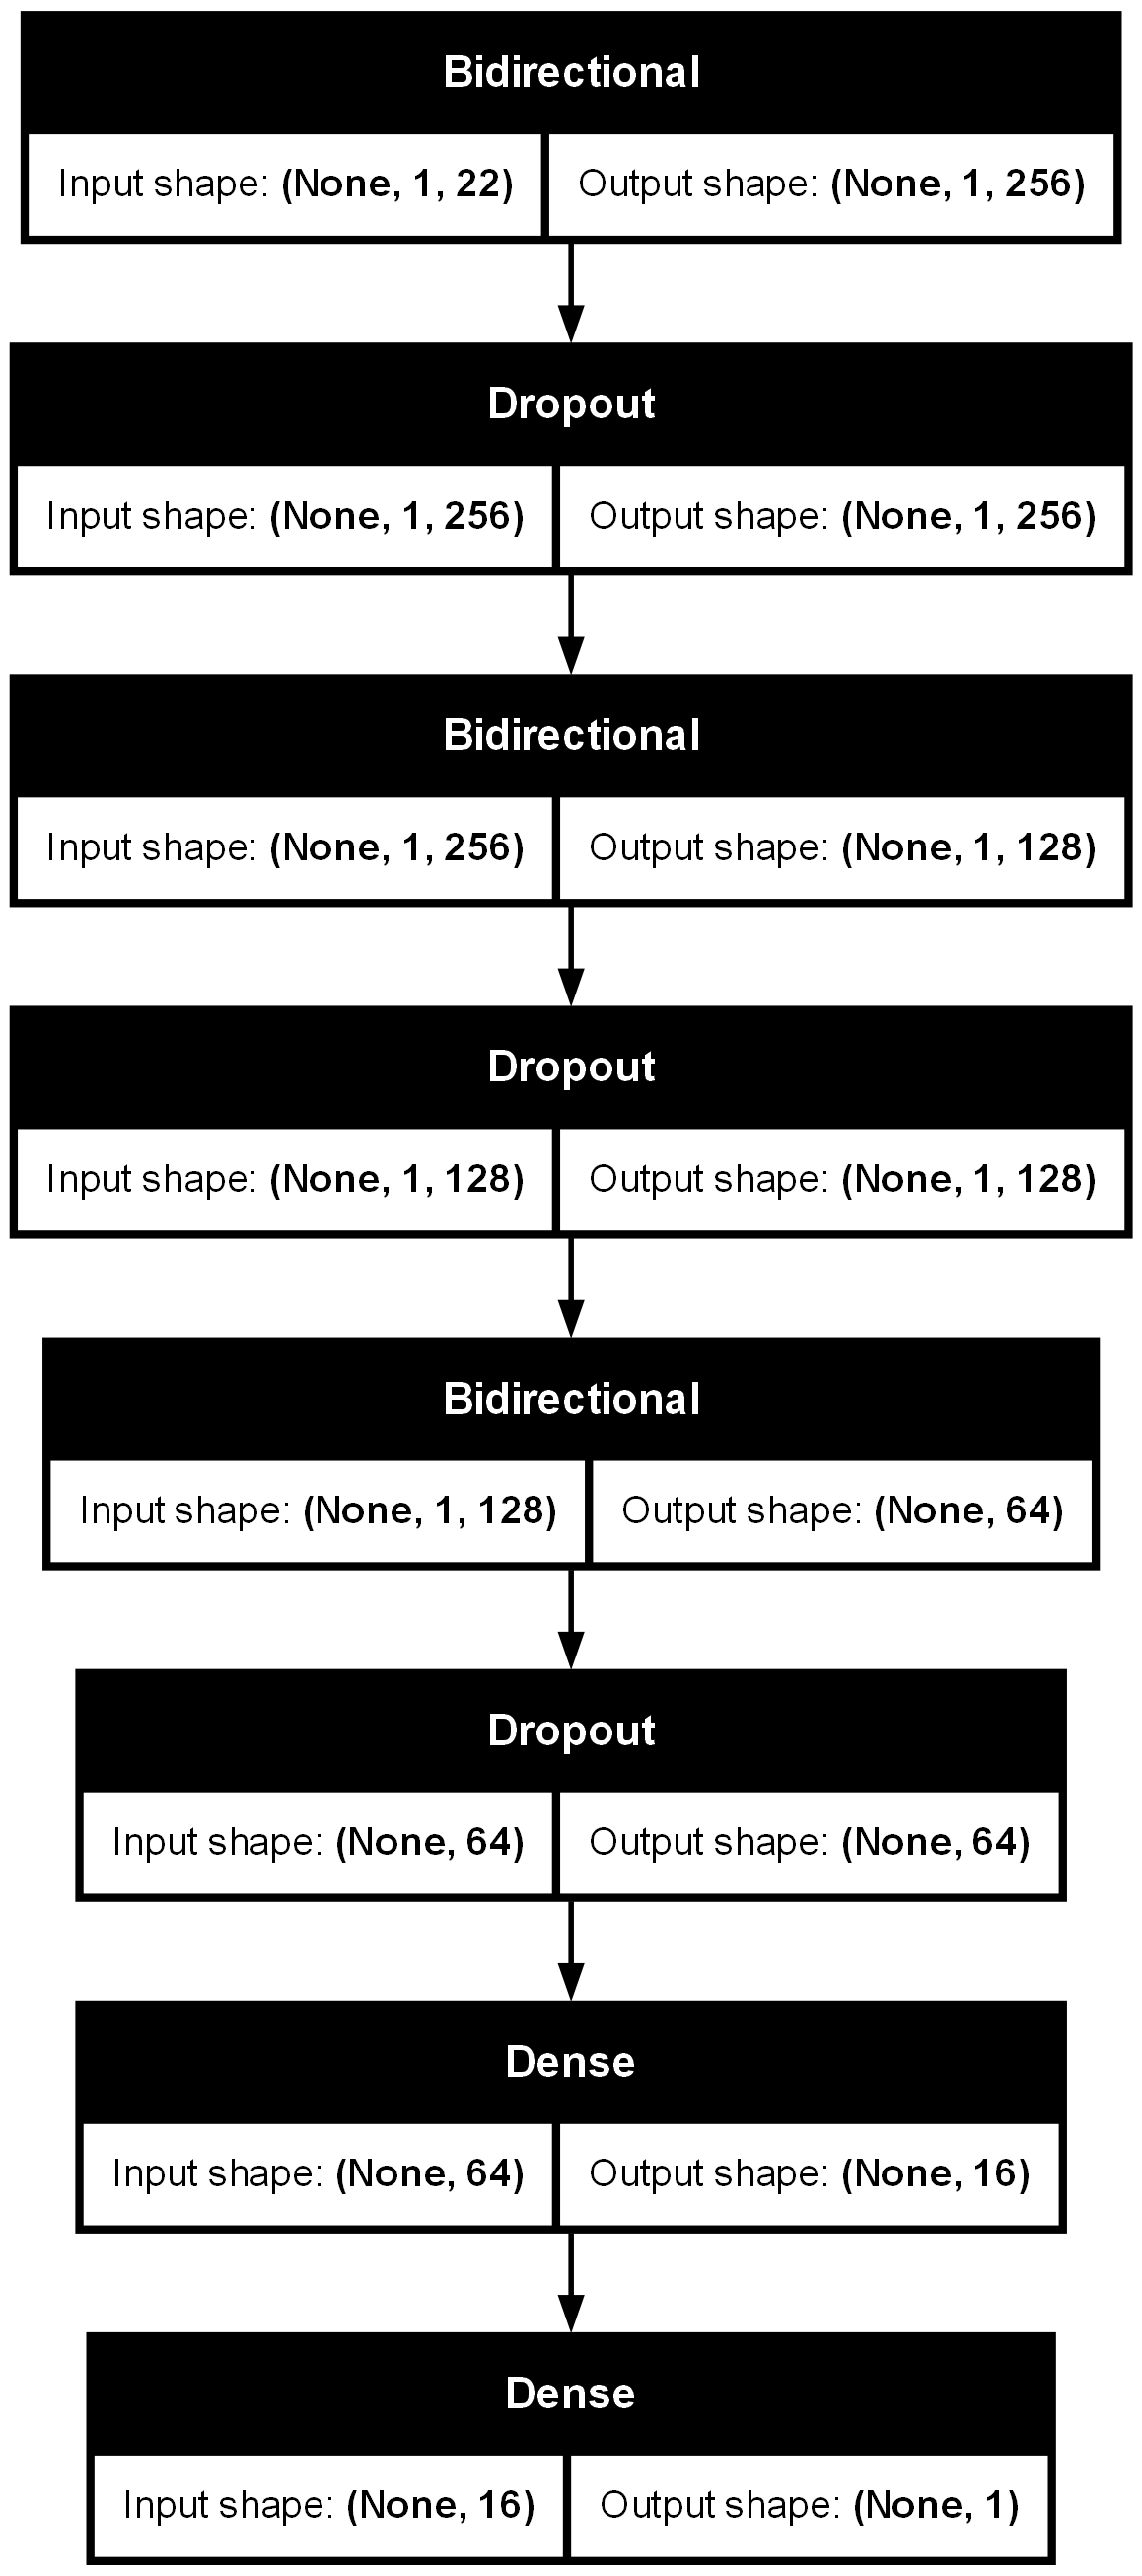 Bidirectional
Input shape: (None, 1, 22) Output shape: (None, 1, 256)
Dropout
Input shape: (None, 1, 256) Output shape: (None, 1, 256)
Bidirectional
Input shape: (None, 1, 256) Output shape: (None, 1, 128)
Dropout
Input shape: (None, 1, 128) Output shape: (None, 1, 128)
Bidirectional
Input shape: (None, 1, 128) Output shape: (None, 64)
Dropout
Input shape: (None, 64) Output shape: (None, 64)
Dense
Input shape: (None, 64) Output shape: (None, 16)
Dense
Input shape: (None, 16) Output shape: (None, 1)